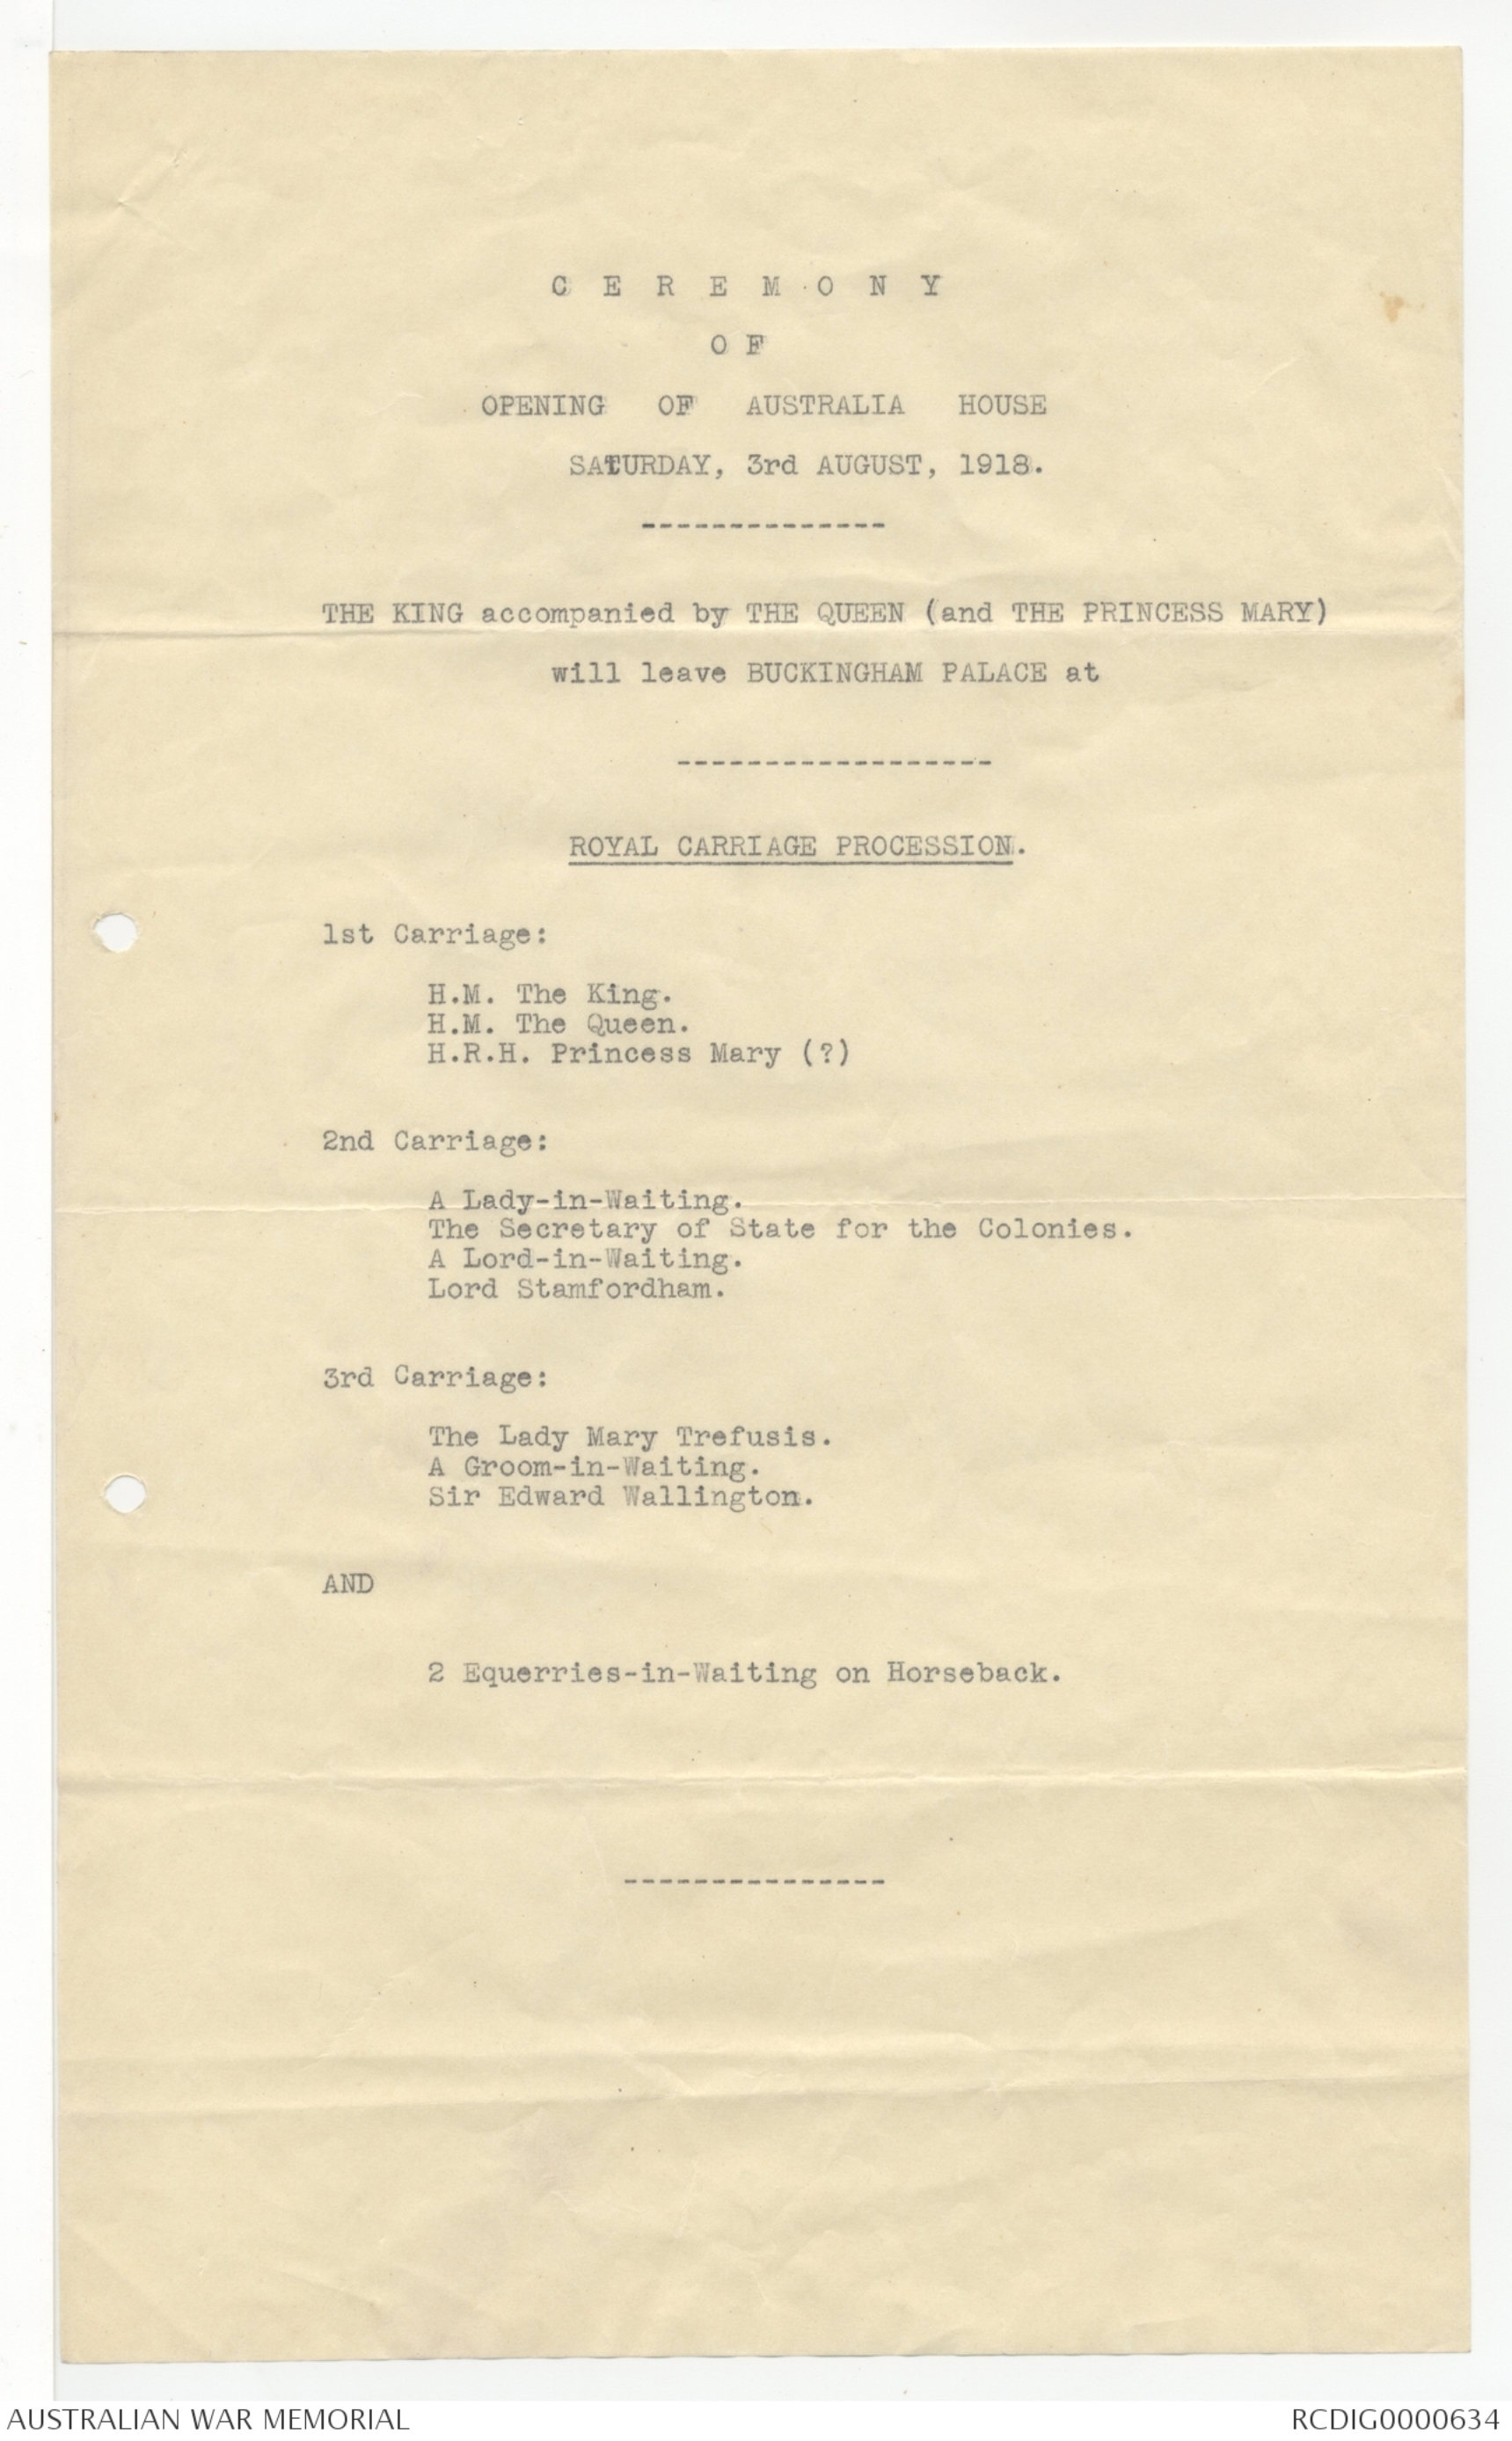 C E R E M O N Y
O F
OPENING OF AUSTRALIA HOUSE
SATURDAY, 3rd AUGUST, 1918.
--------------
THE KING accompanied by THE QUEEN (and THE PRINCESS MARY)
will leave BUCKINGHAM PALACE at
------------------
ROYAL CARRIAGE PROCESSION.
1st Carriage:
H.M. The King.
H.M. The Queen.
H.R.H. Princess Mary (?)
2nd Carriage:
A Lady-in-Waiting.
The Secretary of State for the Colonies.
A Lord-in-Waiting.
Lord Stamfordham.
3rd Carriage:
The Lady Mary Trefusis.
A Groom-in-Waiting.
Sir Edward Wallington.
AND
2 Equerries-in-Waiting on Horseback.
---------------
AUSTRALIAN WAR MEMORIAL RCDIG0000634